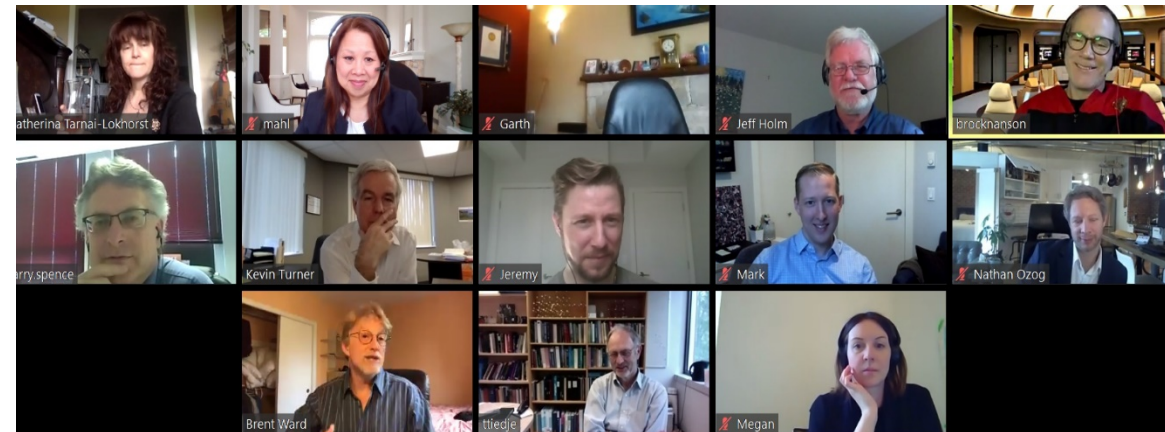 atherina Tarnai-Lokhorst
mahl
Garth
Jeff Holm
brocknanson
arry.spence
Kevin Turner
Jeremy
Mark
Nathan Ozog
Brent Ward
ttiedje
Megan